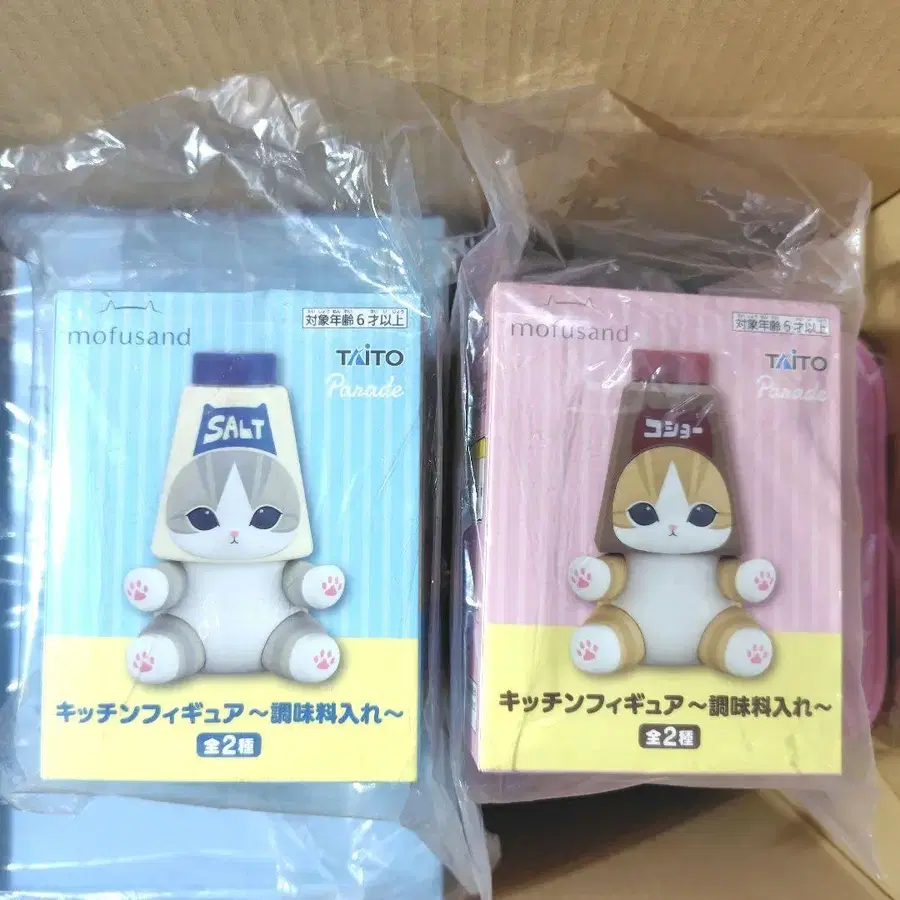 mofusand
対象年齢6才以上
TAITO
Parade
SALT
キッチンフィギュア～調味料入れ～
全2種
mofusand
対象年齢6才以上
TAITO
Parade
コショー
キッチンフィギュア～調味料入れ～
全2種